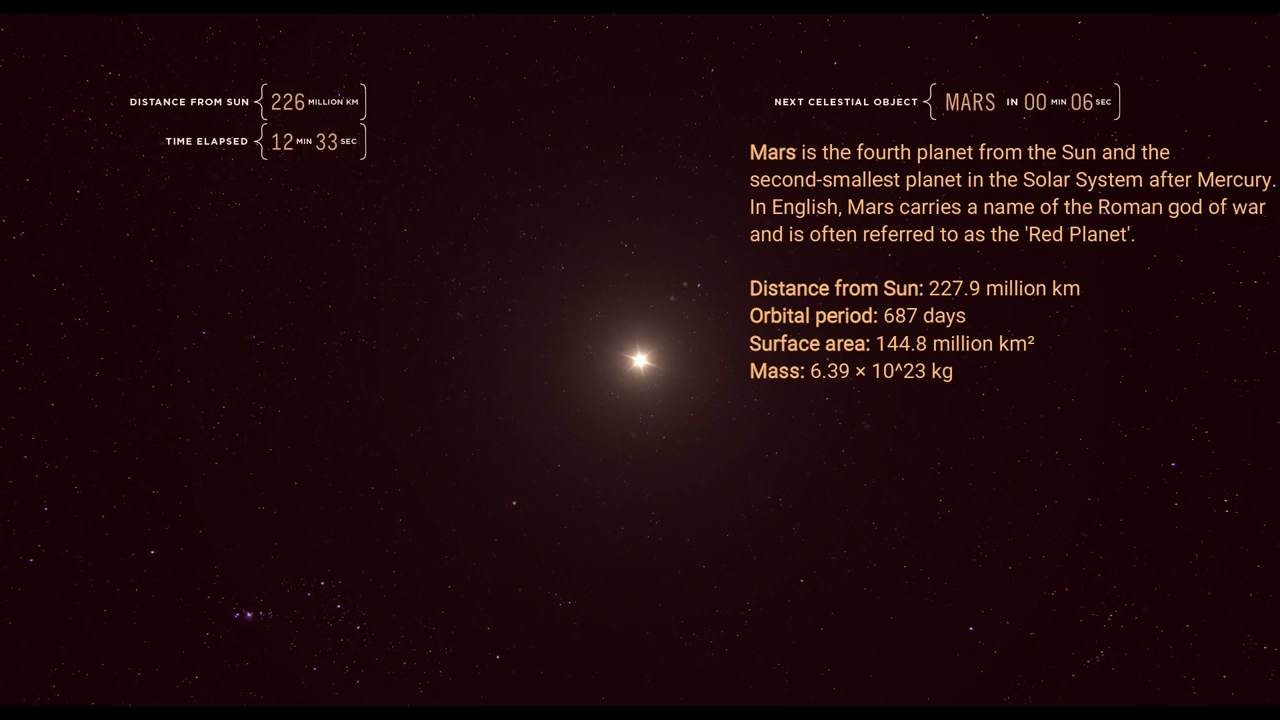 DISTANCE FROM SUN 226 MILLION KM
TIME ELAPSED 12 MIN 33 SEC
NEXT CELESTIAL OBJECT MARS IN 00 MIN 06 SEC
Mars is the fourth planet from the Sun and the
second-smallest planet in the Solar System after Mercury.
In English, Mars carries a name of the Roman god of war
and is often referred to as the 'Red Planet'.
Distance from Sun: 227.9 million km
Orbital period: 687 days
Surface area: 144.8 million km²
Mass: 6.39 × 10^23 kg